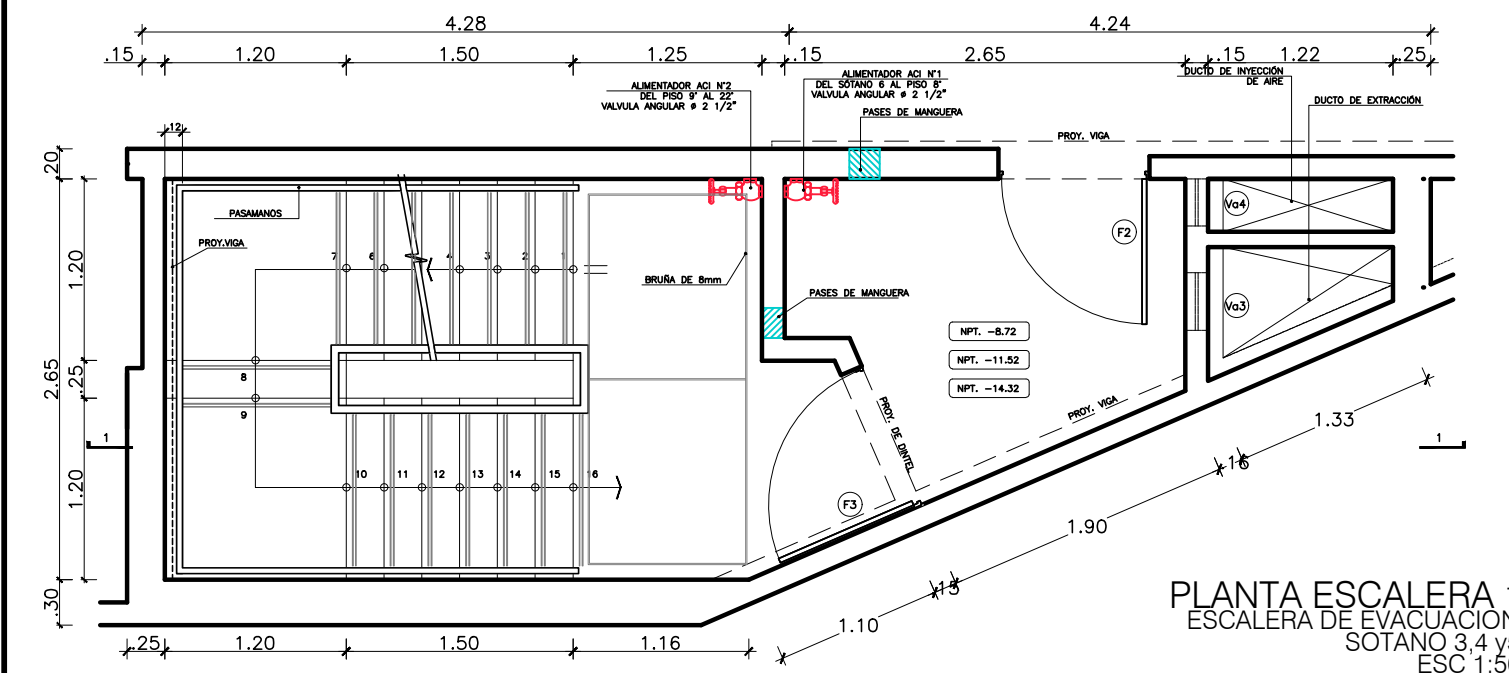 4.28
4.24
.15
1.20
1.50
1.25
.15
2.65
.15
1.22
.25
ALIMENTADOR ACI N°2
DEL PISO 9° AL 22°
VALVULA ANGULAR ø 2 1/2"
ALIMENTADOR ACI N°1
DEL SÓTANO 6 AL PISO 8°
VALVULA ANGULAR ø 2 1/2"
DUCTO DE INYECCIÓN
DE AIRE
DUCTO DE EXTRACCIÓN
PASES DE MANGUERA
PROY. VIGA
12
.20
PASAMANOS
PROY.VIGA
Va4
F2
7
6
4
3
2
1
1.20
BRUÑA DE 8mm
PASES DE MANGUERA
Va3
NPT. -8.72
NPT. -11.52
NPT. -14.32
2.65
.25
8
9
PROY. DE DINTEL
PROY. VIGA
1.33
1
1
1.20
10
11
12
13
14
15
16
F3
1.90
.30
.15
1.10
.25
1.20
1.50
1.16
PLANTA ESCALERA
ESCALERA DE EVACUACION
SOTANO 3,4 y
ESC 1:50